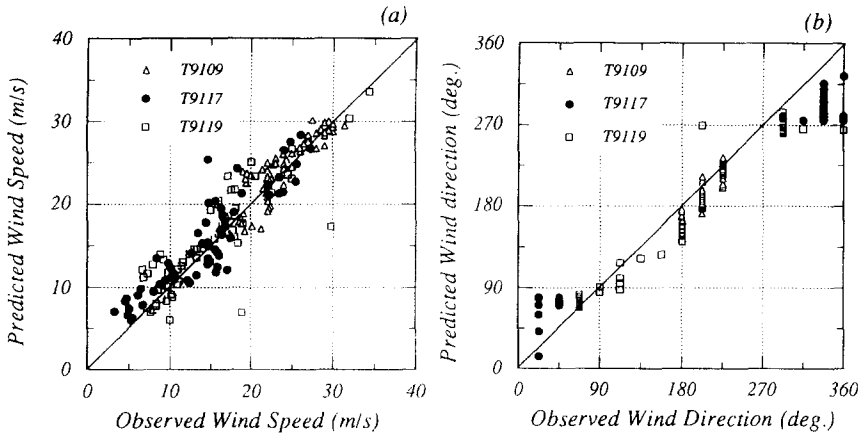 (a)
40
30
20
10
0
0
10
20
30
40
T9109
T9117
T9119
Predicted Wind Speed (m/s)
Observed Wind Speed (m/s)
(b)
360
270
180
90
0
0
90
180
270
360
T9109
T9117
T9119
Predicted Wind direction (deg.)
Observed Wind Direction (deg.)